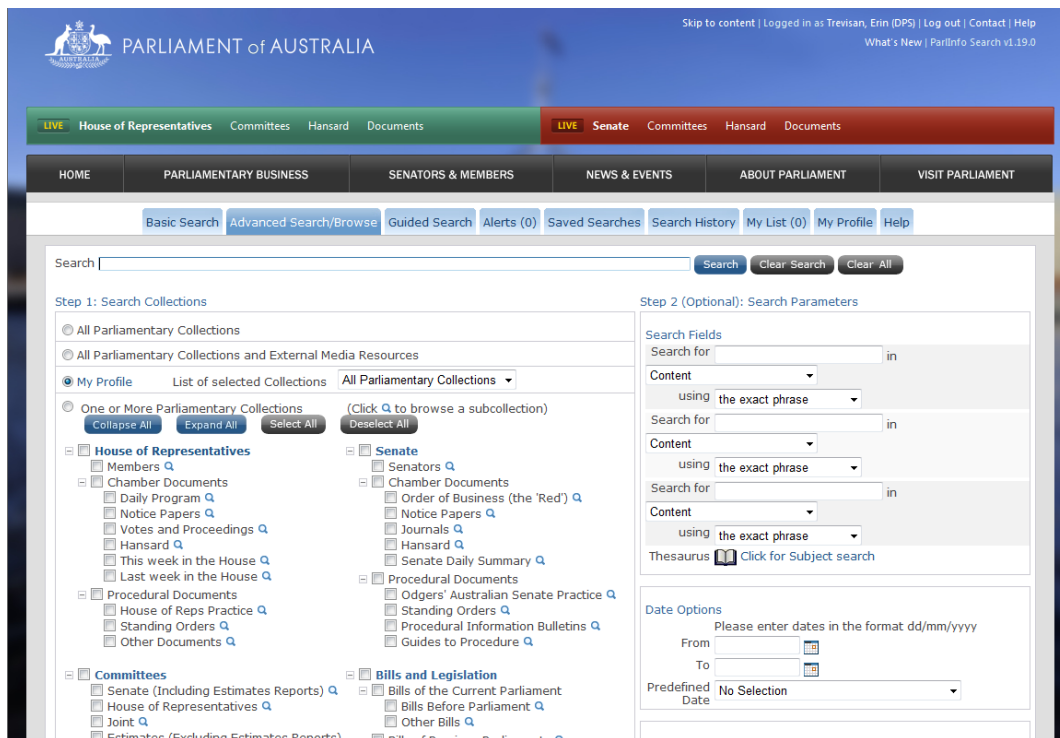 Skip to content | Logged in as Trevisan, Erin (DPS) | Log out | Contact | Help
What's New | ParlInfo Search v1.19.0
AUSTRALIA
PARLIAMENT of AUSTRALIA
LIVE House of Representatives Committees Hansard Documents LIVE Senate Committees Hansard Documents
HOME PARLIAMENTARY BUSINESS SENATORS & MEMBERS NEWS & EVENTS ABOUT PARLIAMENT VISIT PARLIAMENT
Basic Search Advanced Search/Browse Guided Search Alerts (0) Saved Searches Search History My List (0) My Profile Help
Search Search Clear Search Clear All
Step 1: Search Collections
All Parliamentary Collections
All Parliamentary Collections and External Media Resources
My Profile List of selected Collections All Parliamentary Collections
One or More Parliamentary Collections (Click to browse a subcollection)
Collapse All Expand All Select All Deselect All
House of Representatives
Members
Chamber Documents
Daily Program
Notice Papers
Votes and Proceedings
Hansard
This week in the House
Last week in the House
Procedural Documents
House of Reps Practice
Standing Orders
Other Documents
Committees
Senate (Including Estimates Reports)
House of Representatives
Joint
Estimates (Excluding Estimates Reports)
Senate
Senators
Chamber Documents
Order of Business (the 'Red')
Notice Papers
Journals
Hansard
Senate Daily Summary
Procedural Documents
Odgers' Australian Senate Practice
Standing Orders
Procedural Information Bulletins
Guides to Procedure
Bills and Legislation
Bills of the Current Parliament
Bills Before Parliament
Other Bills
Bills of Previous Parliaments
Step 2 (Optional): Search Parameters
Search Fields
Search for in
Content
using the exact phrase
Search for in
Content
using the exact phrase
Search for in
Content
using the exact phrase
Thesaurus Click for Subject search
Date Options
Please enter dates in the format dd/mm/yyyy
From
To
Predefined Date No Selection